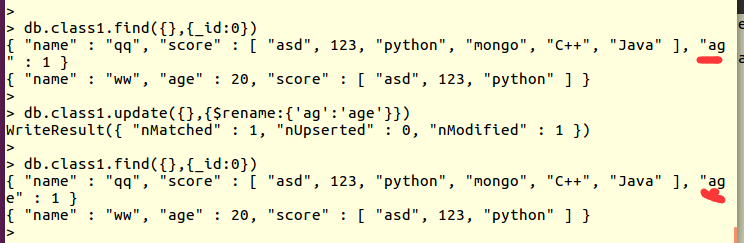 >
> db.class1.find({},{_id:0})
{ "name" : "qq", "score" : [ "asd", 123, "python", "mongo", "C++", "Java" ], "ag
" : 1 }
{ "name" : "ww", "age" : 20, "score" : [ "asd", 123, "python" ] }
>
> db.class1.update({},{$rename:{'ag':'age'}})
WriteResult({ "nMatched" : 1, "nUpserted" : 0, "nModified" : 1 })
>
> db.class1.find({},{_id:0})
{ "name" : "qq", "score" : [ "asd", 123, "python", "mongo", "C++", "Java" ], "ag
e" : 1 }
{ "name" : "ww", "age" : 20, "score" : [ "asd", 123, "python" ] }
>